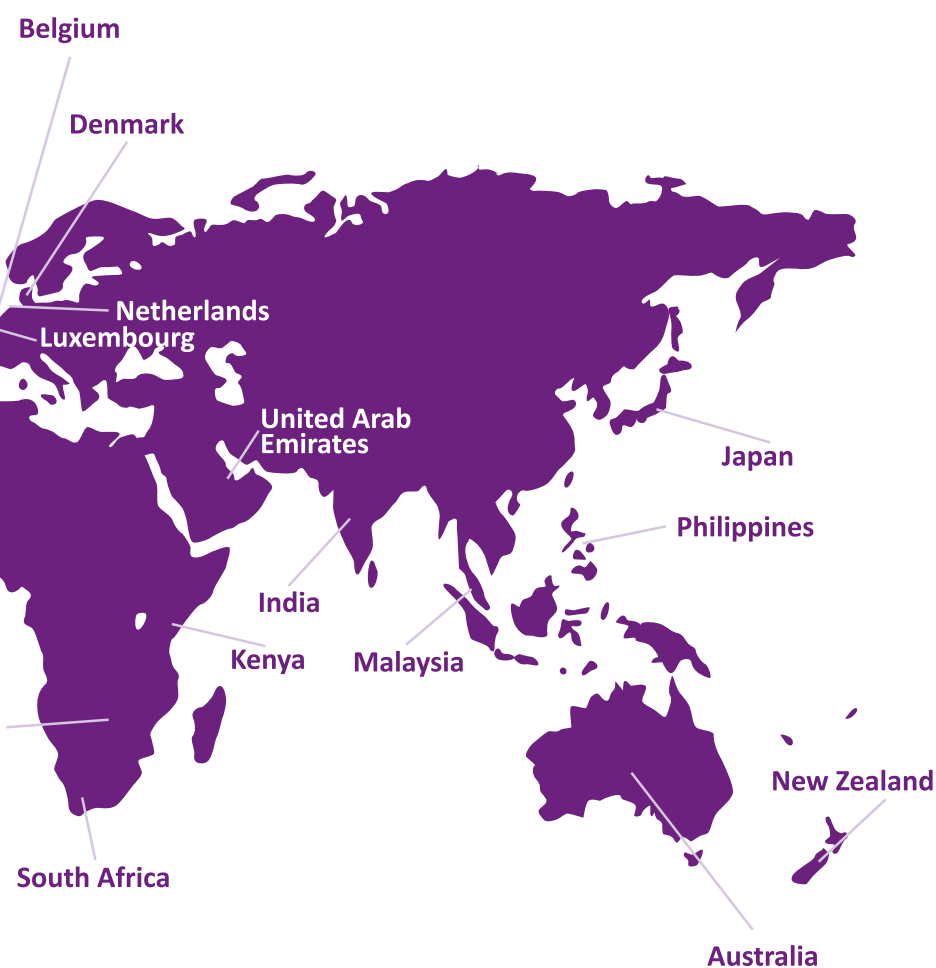 Belgium
Denmark
Netherlands
Luxembourg
United Arab
Emirates
Japan
Philippines
India
Kenya
Malaysia
New Zealand
South Africa
Australia